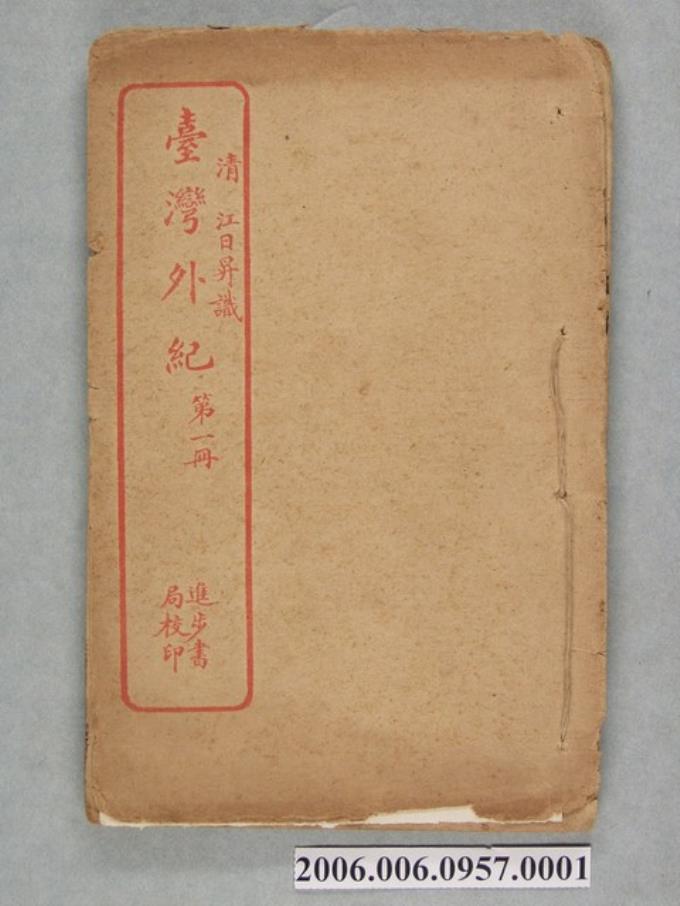 清 江日昇識
臺灣外紀 第一冊
進步書
局校印
2006.006.0957.0001